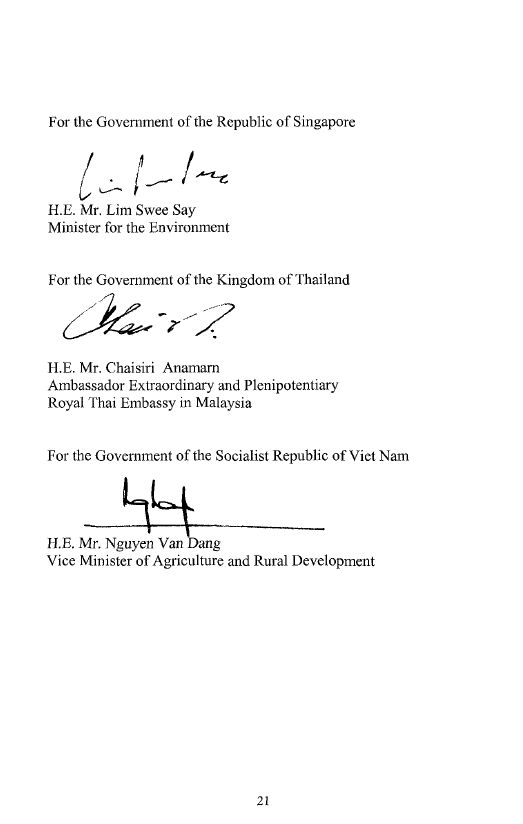 For the Government of the Republic of Singapore
H.E. Mr. Lim Swee Say
Minister for the Environment
For the Government of the Kingdom of Thailand
H.E. Mr. Chaisiri Anamarn
Ambassador Extraordinary and Plenipotentiary
Royal Thai Embassy in Malaysia
For the Government of the Socialist Republic of Viet Nam
H.E. Mr. Nguyen Van Dang
Vice Minister of Agriculture and Rural Development
21